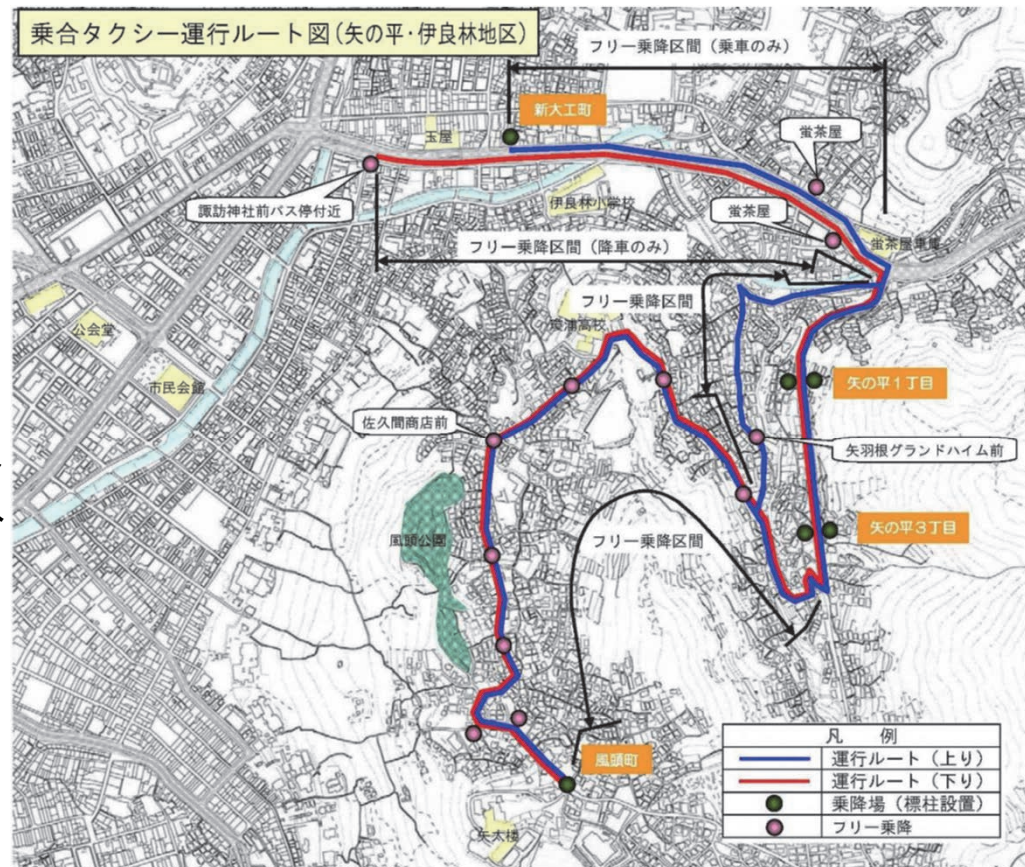 乗合タクシー運行ルート図(矢の平・伊良林地区)
フリー乗降区間(乗車のみ)
新大工町
玉屋
蛍茶屋
諏訪神社前バス停付近
伊良林小学校
蛍茶屋
フリー乗降区間(降車のみ)
蛍茶屋車庫
フリー乗降区間
公会堂
市民会館
矢の平1丁目
佐久間商店前
矢羽根グランドハイム前
風頭公園
フリー乗降区間
矢の平3丁目
風頭町
矢太楼
凡 例
運行ルート(上り)
運行ルート(下り)
乗降場(標柱設置)
フリー乗降